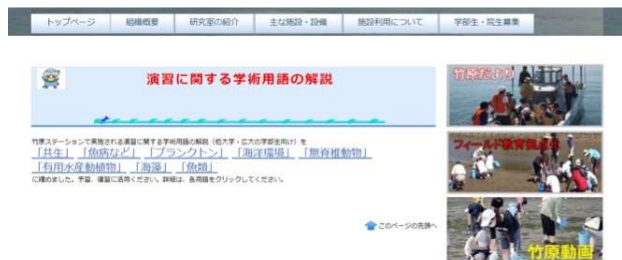 トップページ 組織概要 研究室の紹介 主な施設・設備 施設利用について 学部生・院生募集
演習に関する学術用語の解説
竹原ステーションで実施される演習に関する学術用語の解説（他大学・広大の学部生向け）を
「共生」 「魚病など」 「プランクトン」 「海洋環境」 「無脊椎動物」
「有用水産動植物」 「海藻」 「魚類」
に纏めました。予習、復習に活用ください。詳細は、各用語をクリックしてください。
このページの先頭へ
竹原だより
フィールド教育拠点化
竹原動画